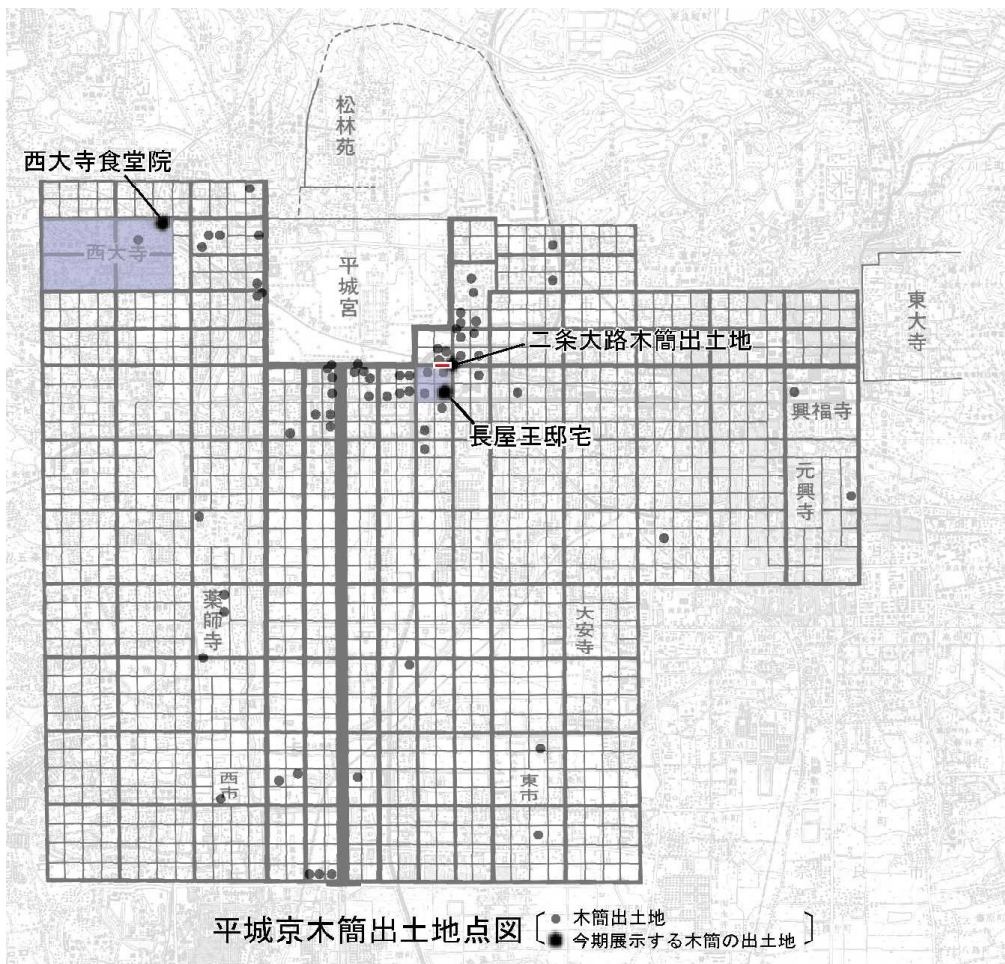 松林苑
西大寺食堂院
西大寺
平城宮
東大寺
二条大路木簡出土地
長屋王邸宅
興福寺
元興寺
薬師寺
大安寺
西市
東市
平城京木簡出土地点図
木簡出土地
今期展示する木簡の出土地